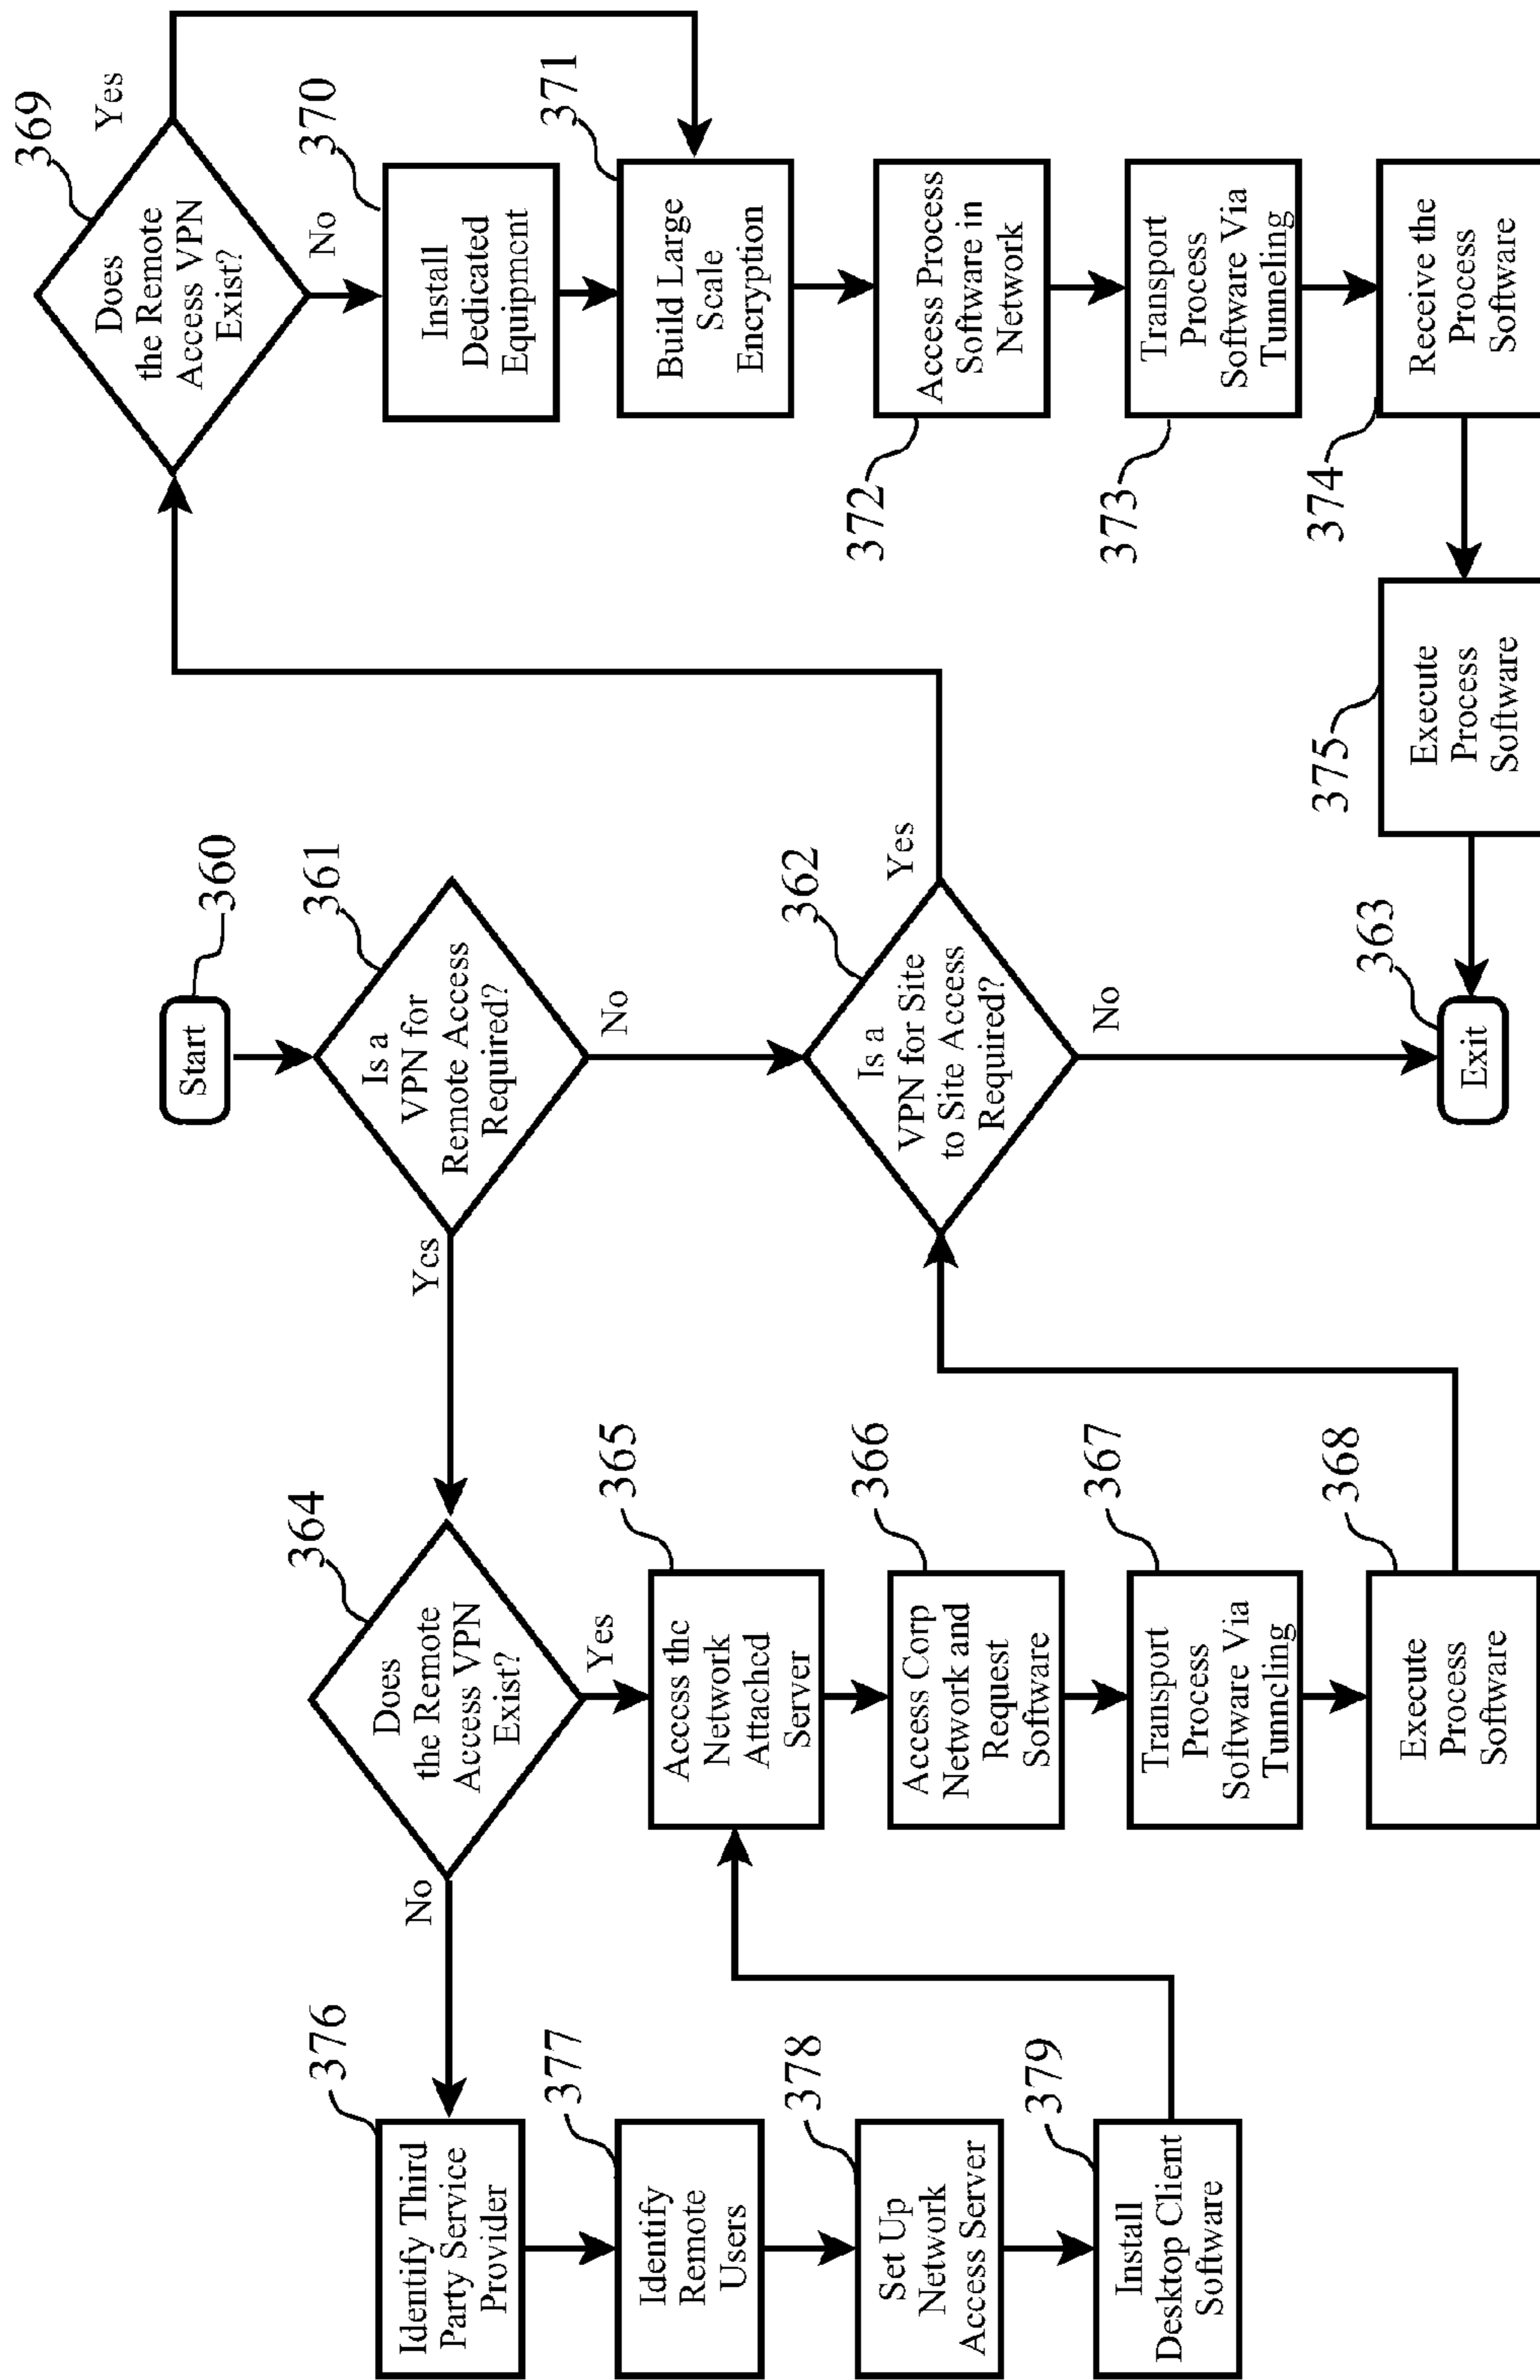 Start
360
Is a
VPN for
Remote Access
Required?
361
Yes
No
Is a
VPN for Site
to Site Access
Required?
362
Yes
No
Exit
363
Does
the Remote
Access VPN
Exist?
364
No
Yes
Access the
Network
Attached
Server
365
Access Corp
Network and
Request
Software
366
Transport
Process
Software Via
Tunneling
367
Execute
Process
Software
368
Identify Third
Party Service
Provider
376
Identify
Remote
Users
377
Set Up
Network
Access Server
378
Install
Desktop Client
Software
379
Does
the Remote
Access VPN
Exist?
369
Yes
No
Install
Dedicated
Equipment
370
Build Large
Scale
Encryption
371
Access Process
Software in
Network
372
Transport
Process
Software Via
Tunneling
373
Receive the
Process
Software
374
Execute
Process
Software
375